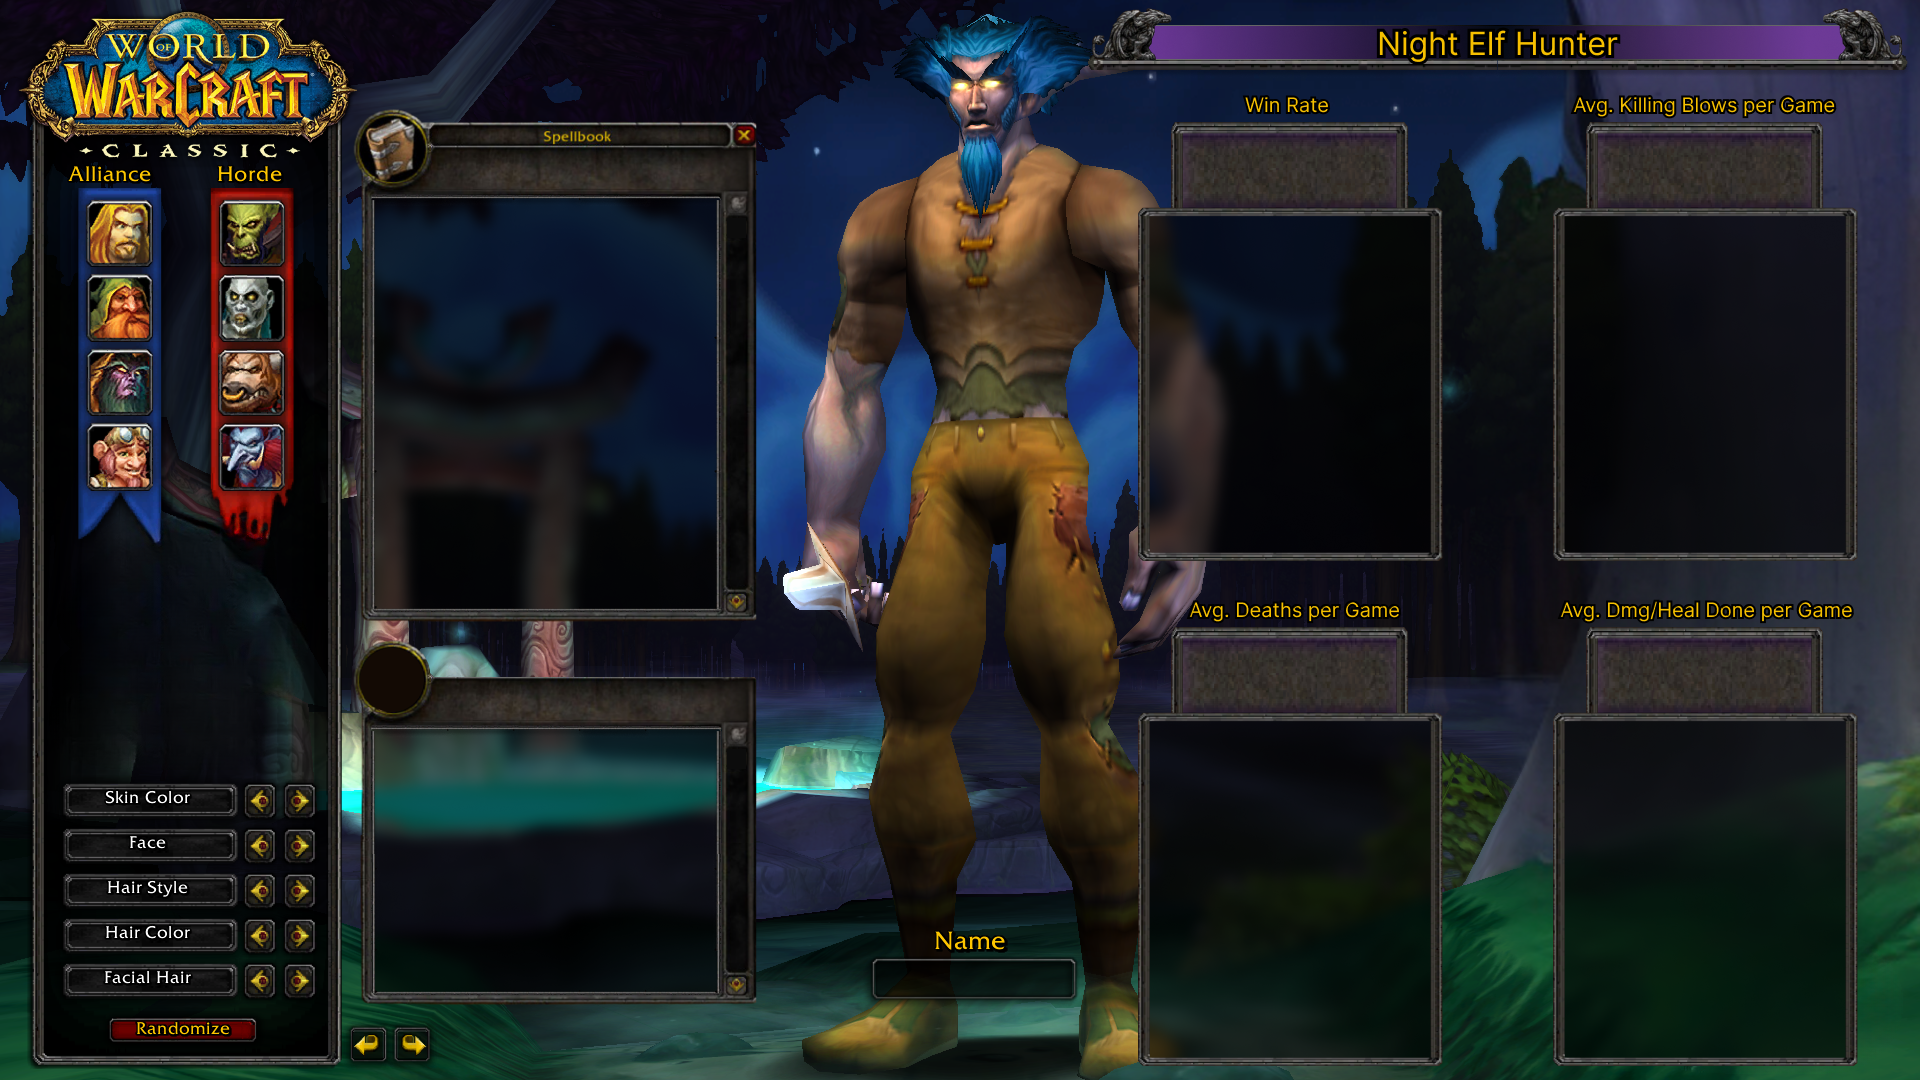 WORLD
OF
WARCRAFT
CLASSIC
Alliance
Horde
Spellbook
Night Elf Hunter
Win Rate
Avg. Killing Blows per Game
Avg. Deaths per Game
Avg. Dmg/Heal Done per Game
Skin Color
Face
Hair Style
Hair Color
Facial Hair
Randomize
Name